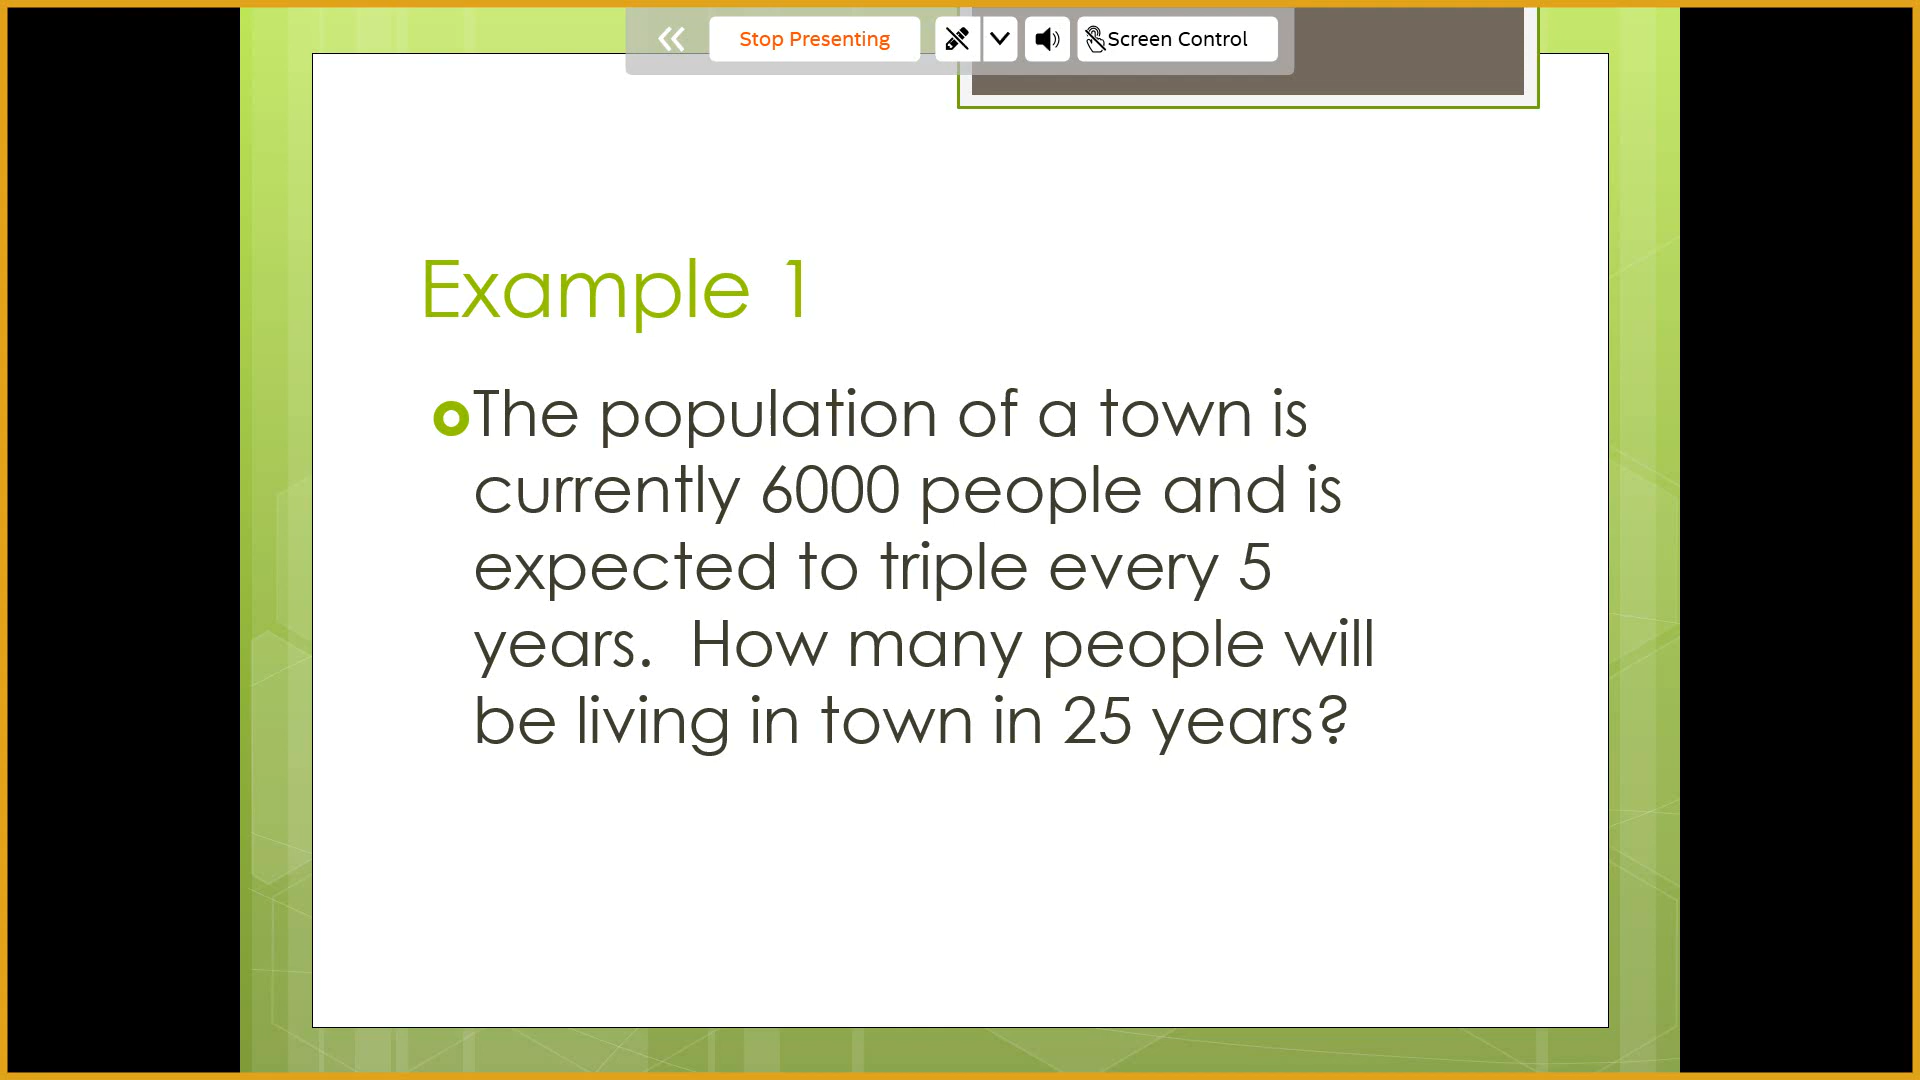 Stop Presenting
Screen Control
Example 1
The population of a town is
currently 6000 people and is
expected to triple every 5
years.  How many people will
be living in town in 25 years?